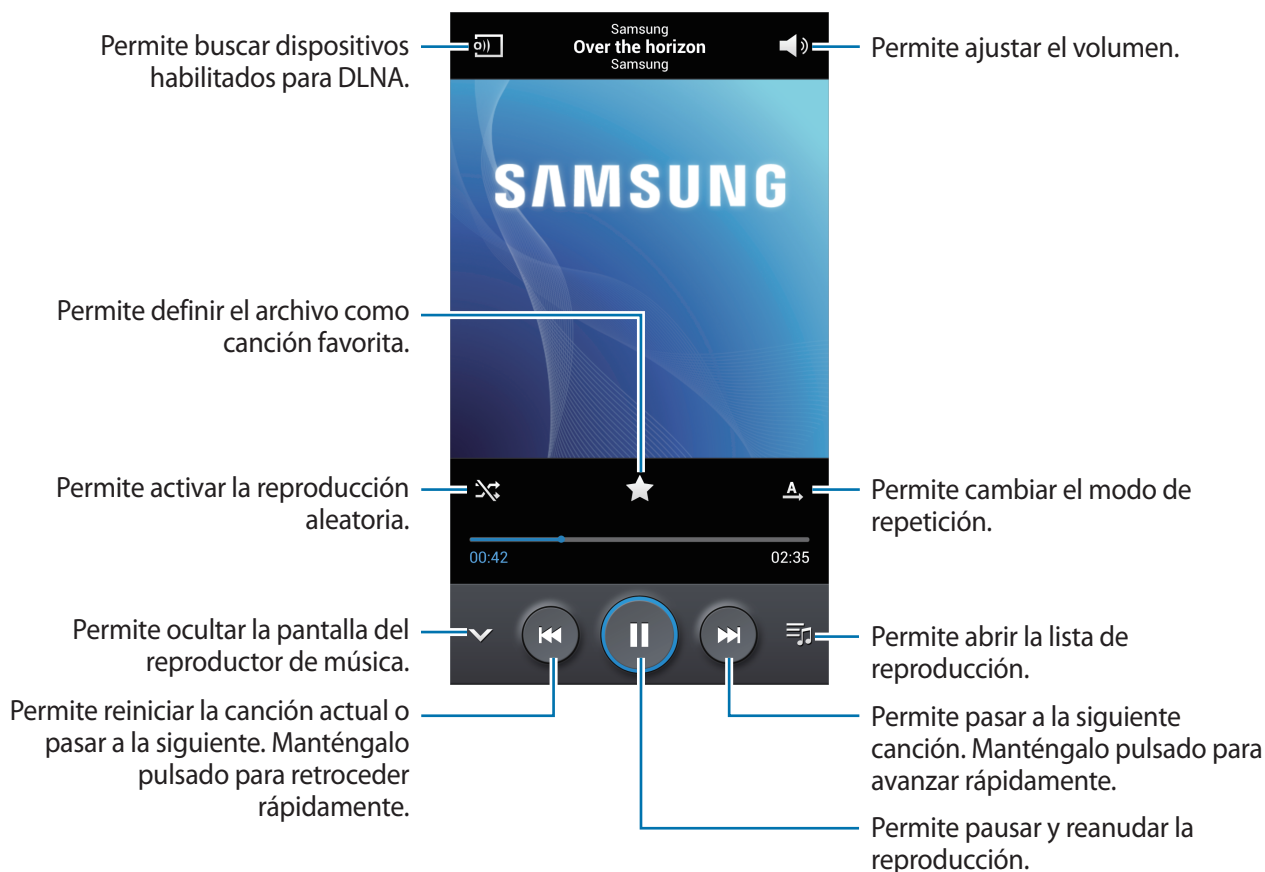 Permite buscar dispositivos
habilitados para DLNA.
Samsung
Over the horizon
Samsung
Permite ajustar el volumen.
SAMSUNG
Permite definir el archivo como
canción favorita.
Permite activar la reproducción
aleatoria.
A
Permite cambiar el modo de
repetición.
00:42
02:35
Permite ocultar la pantalla del
reproductor de música.
Permite abrir la lista de
reproducción.
Permite reiniciar la canción actual o
pasar a la siguiente. Manténgalo
pulsado para retroceder
rápidamente.
Permite pasar a la siguiente
canción. Manténgalo pulsado para
avanzar rápidamente.
Permite pausar y reanudar la
reproducción.